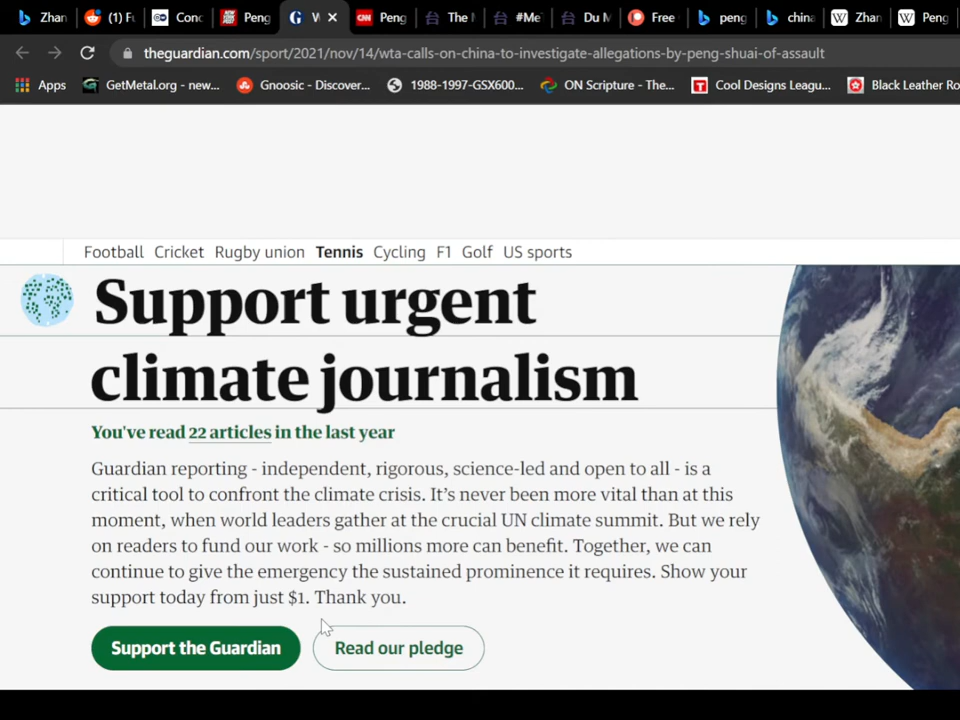 Zhan
(1) Fu
Conc
Peng
CNN Peng
The M
#Me
Du M
Free
peng
china
W Zhan
W Peng
theguardian.com/sport/2021/nov/14/wta-calls-on-china-to-investigate-allegations-by-peng-shuai-of-assault
Apps
GetMetal.org - new...
Gnoosic - Discover...
1988-1997-GSX600...
ON Scripture - The...
Cool Designs Leagu...
Black Leather Ro
Football Cricket Rugby union Tennis Cycling F1 Golf US sports
Support urgent
climate journalism
You've read 22 articles in the last year
Guardian reporting - independent, rigorous, science-led and open to all - is a
critical tool to confront the climate crisis. It's never been more vital than at this
moment, when world leaders gather at the crucial UN climate summit. But we rely
on readers to fund our work - so millions more can benefit. Together, we can
continue to give the emergency the sustained prominence it requires. Show your
support today from just $1. Thank you.
Support the Guardian
Read our pledge